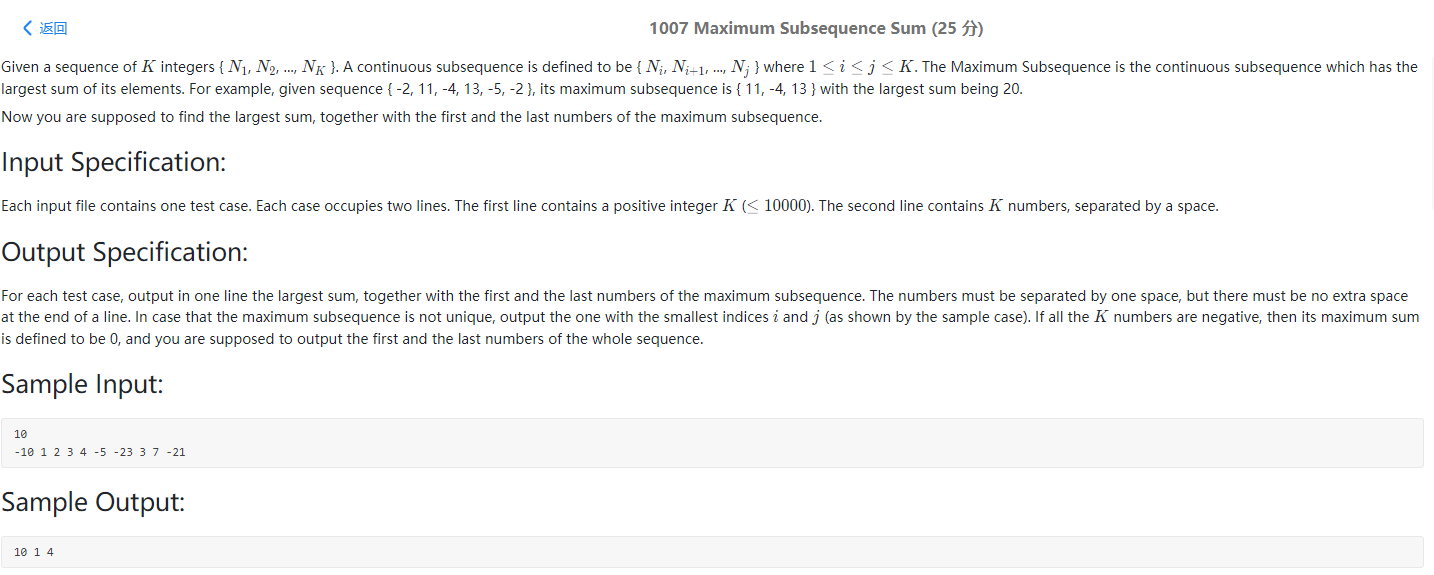 返回
1007 Maximum Subsequence Sum (25 分)
Given a sequence of K integers { N₁, N₂, ..., N_K }. A continuous subsequence is defined to be { N_i, N_{i+1}, ..., N_j } where 1 ≤ i ≤ j ≤ K. The Maximum Subsequence is the continuous subsequence which has the
largest sum of its elements. For example, given sequence { -2, 11, -4, 13, -5, -2 }, its maximum subsequence is { 11, -4, 13 } with the largest sum being 20.
Now you are supposed to find the largest sum, together with the first and the last numbers of the maximum subsequence.
Input Specification:
Each input file contains one test case. Each case occupies two lines. The first line contains a positive integer K (≤ 10000). The second line contains K numbers, separated by a space.
Output Specification:
For each test case, output in one line the largest sum, together with the first and the last numbers of the maximum subsequence. The numbers must be separated by one space, but there must be no extra space
at the end of a line. In case that the maximum subsequence is not unique, output the one with the smallest indices i and j (as shown by the sample case). If all the K numbers are negative, then its maximum sum
is defined to be 0, and you are supposed to output the first and the last numbers of the whole sequence.
Sample Input:
10
-10 1 2 3 4 -5 -23 3 7 -21
Sample Output:
10 1 4